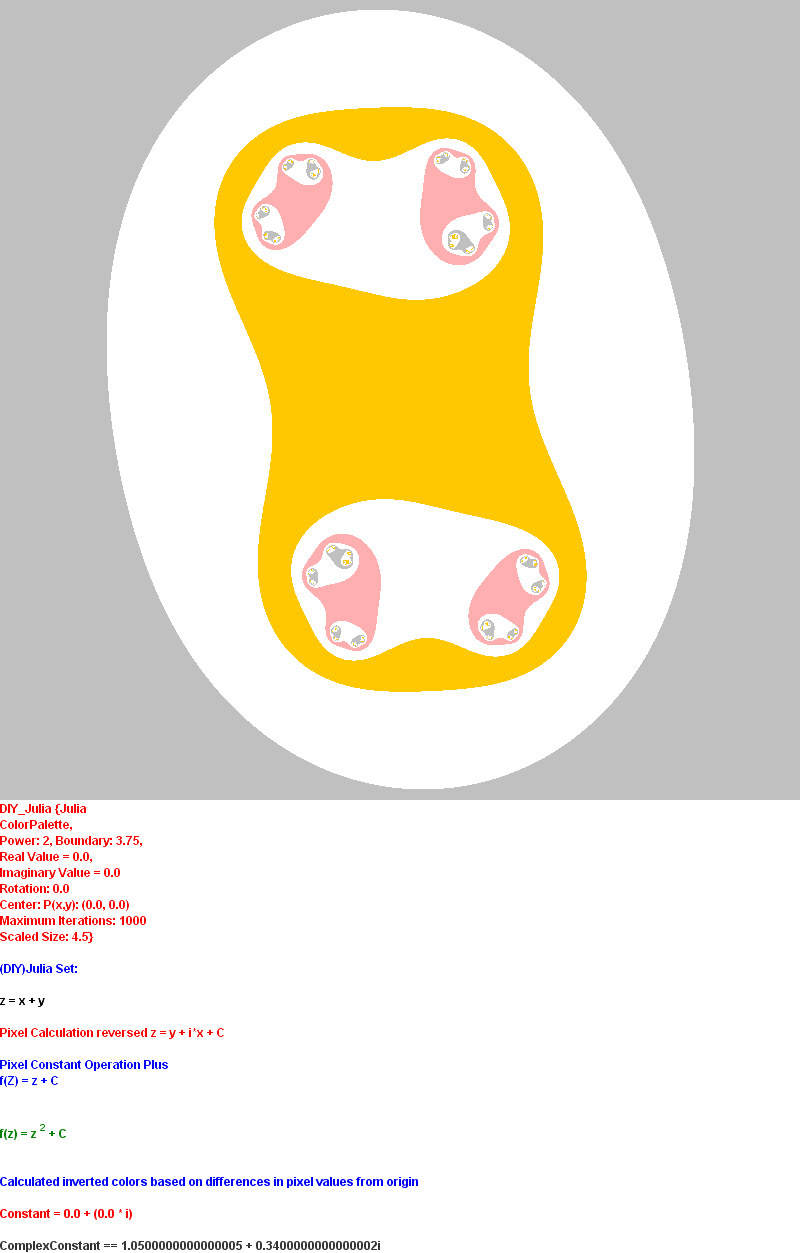 DIY_Julia {Julia
ColorPalette,
Power: 2, Boundary: 3.75,
Real Value = 0.0,
Imaginary Value = 0.0
Rotation: 0.0
Center: P(x,y): (0.0, 0.0)
Maximum Iterations: 1000
Scaled Size: 4.5}
(DIY)Julia Set:
z = x + y
Pixel Calculation reversed z = y + i*x + C
Pixel Constant Operation Plus
f(Z) = z + C
f(z) = z 2 + C
Calculated inverted colors based on differences in pixel values from origin
Constant = 0.0 + (0.0 * i)
ComplexConstant == 1.0500000000000005 + 0.3400000000000002i